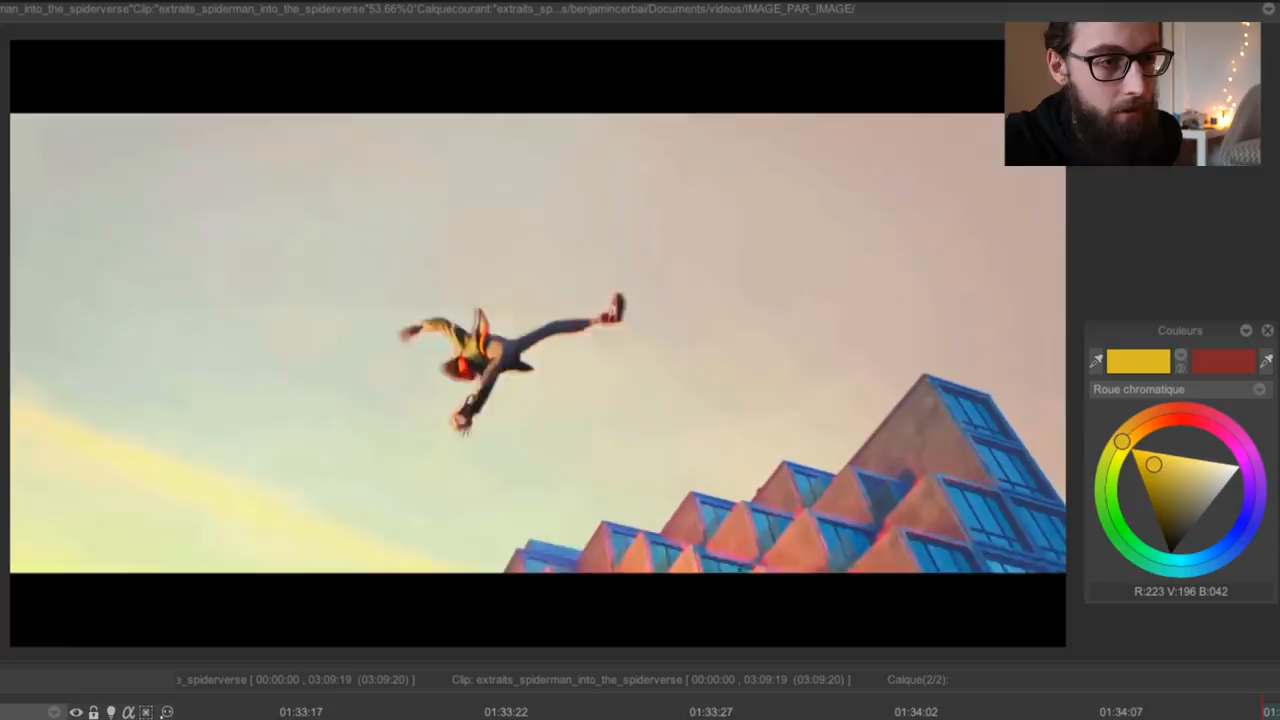 man_into_the_spiderverse"Clip:"extraits_spiderman_into_the_spiderverse"53.66%0°Calquecourant:"extraits_sp...s/benjamincerbai/Documents/videos/IMAGE_PAR_IMAGE/
Couleurs
Roue chromatique
R:223 V:196 B:042
_spiderverse [ 00:00:00 , 03:09:19 (03:09:20) ]
Clip: extraits_spiderman_into_the_spiderverse [ 00:00:00 , 03:09:19 (03:09:20) ]
Calque(2/2):
01:33:17 01:33:22 01:33:27 01:34:02 01:34:07 01: